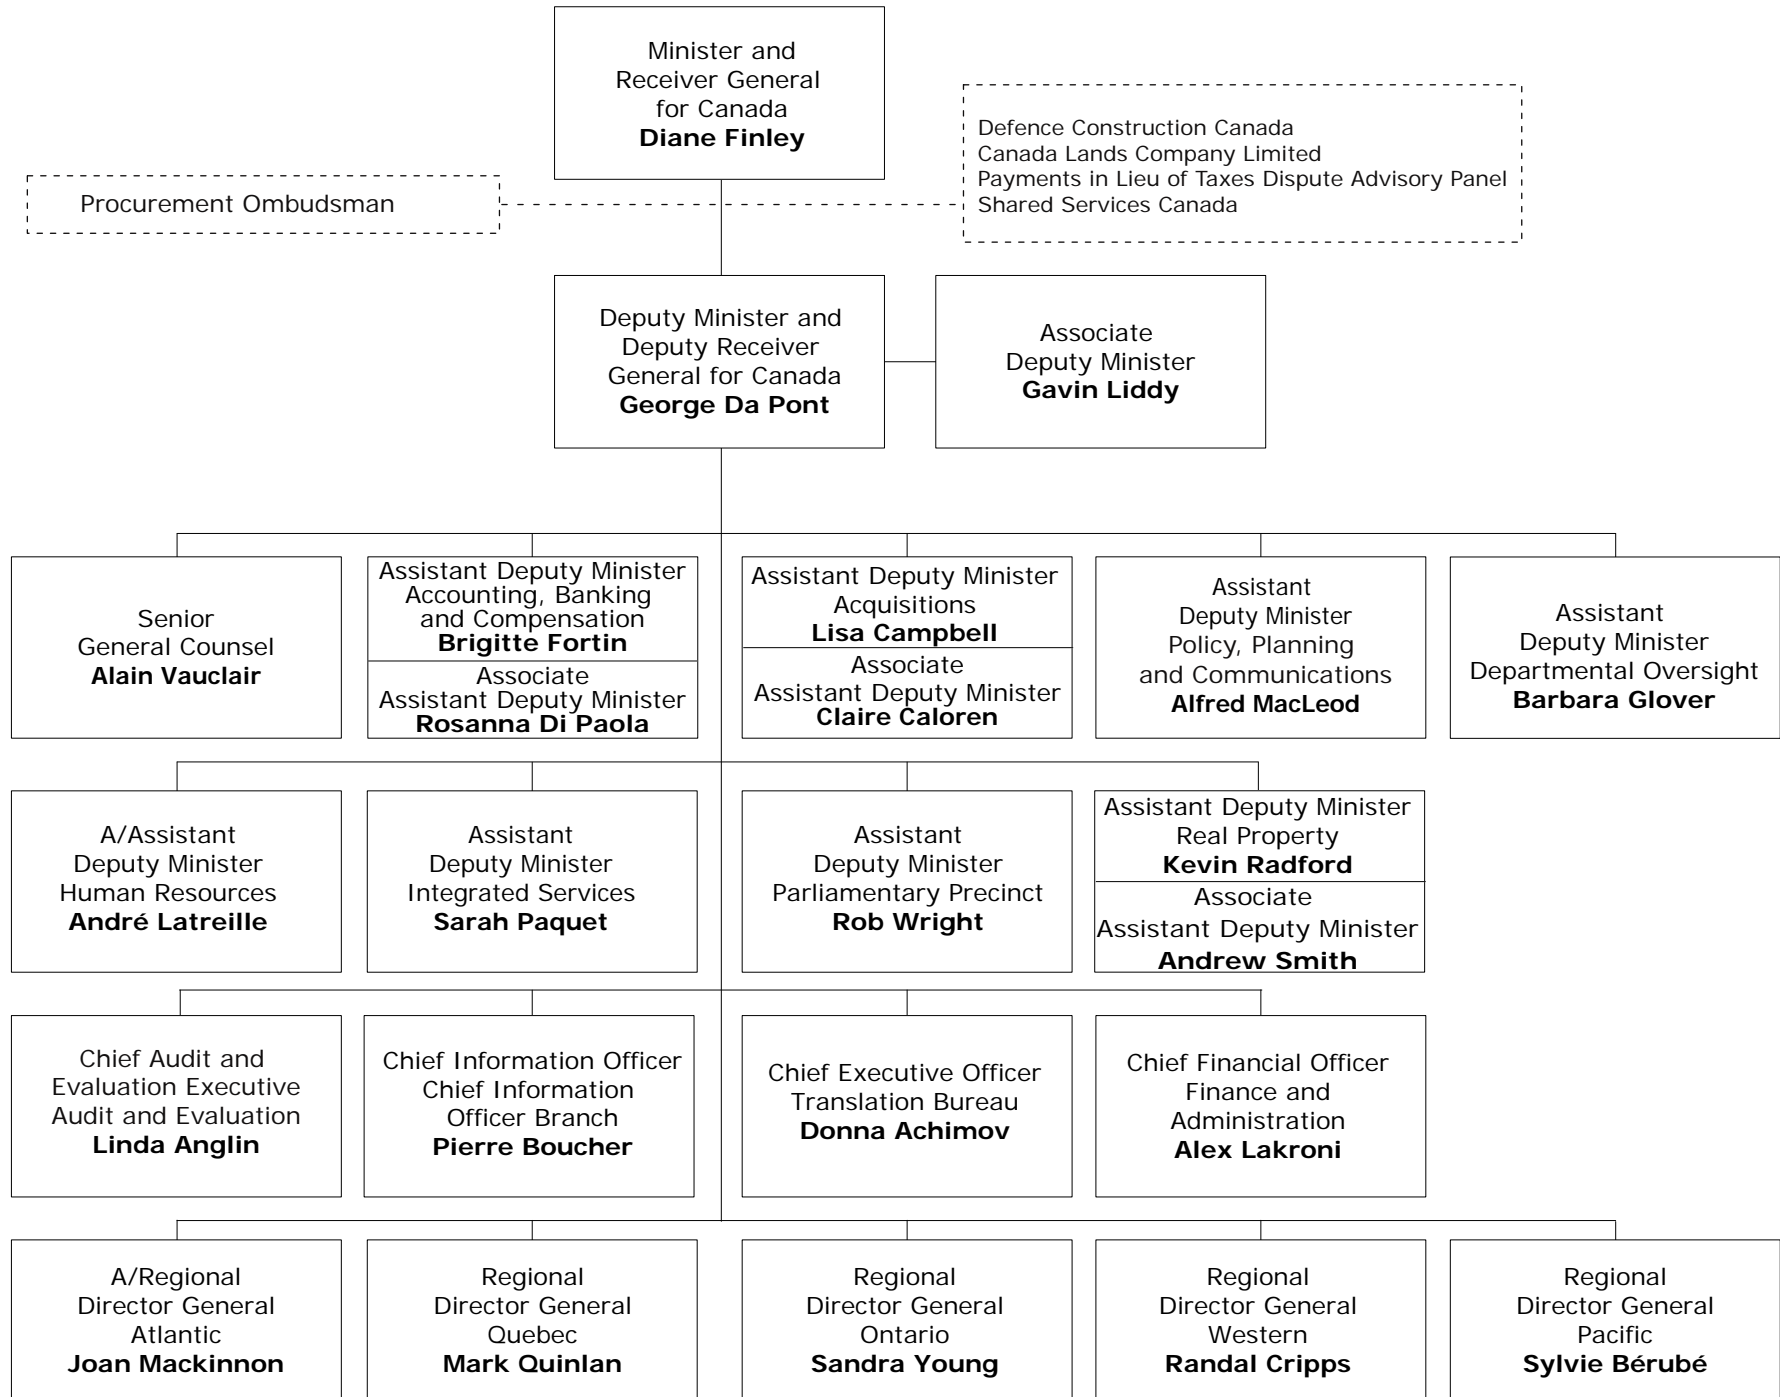 Minister and
Receiver General
for Canada
Diane Finley
Defence Construction Canada
Canada Lands Company Limited
Payments in Lieu of Taxes Dispute Advisory Panel
Shared Services Canada
Procurement Ombudsman
Deputy Minister and
Deputy Receiver
General for Canada
George Da Pont
Associate
Deputy Minister
Gavin Liddy
Senior
General Counsel
Alain Vauclair
Assistant Deputy Minister
Accounting, Banking
and Compensation
Brigitte Fortin
Associate
Assistant Deputy Minister
Rosanna Di Paola
Assistant Deputy Minister
Acquisitions
Lisa Campbell
Associate
Assistant Deputy Minister
Claire Caloren
Assistant
Deputy Minister
Policy, Planning
and Communications
Alfred MacLeod
Assistant
Deputy Minister
Departmental Oversight
Barbara Glover
A/Assistant
Deputy Minister
Human Resources
André Latreille
Assistant
Deputy Minister
Integrated Services
Sarah Paquet
Assistant
Deputy Minister
Parliamentary Precinct
Rob Wright
Assistant Deputy Minister
Real Property
Kevin Radford
Associate
Assistant Deputy Minister
Andrew Smith
Chief Audit and
Evaluation Executive
Audit and Evaluation
Linda Anglin
Chief Information Officer
Chief Information
Officer Branch
Pierre Boucher
Chief Executive Officer
Translation Bureau
Donna Achimov
Chief Financial Officer
Finance and
Administration
Alex Lakroni
A/Regional
Director General
Atlantic
Joan Mackinnon
Regional
Director General
Quebec
Mark Quinlan
Regional
Director General
Ontario
Sandra Young
Regional
Director General
Western
Randal Cripps
Regional
Director General
Pacific
Sylvie Bérubé